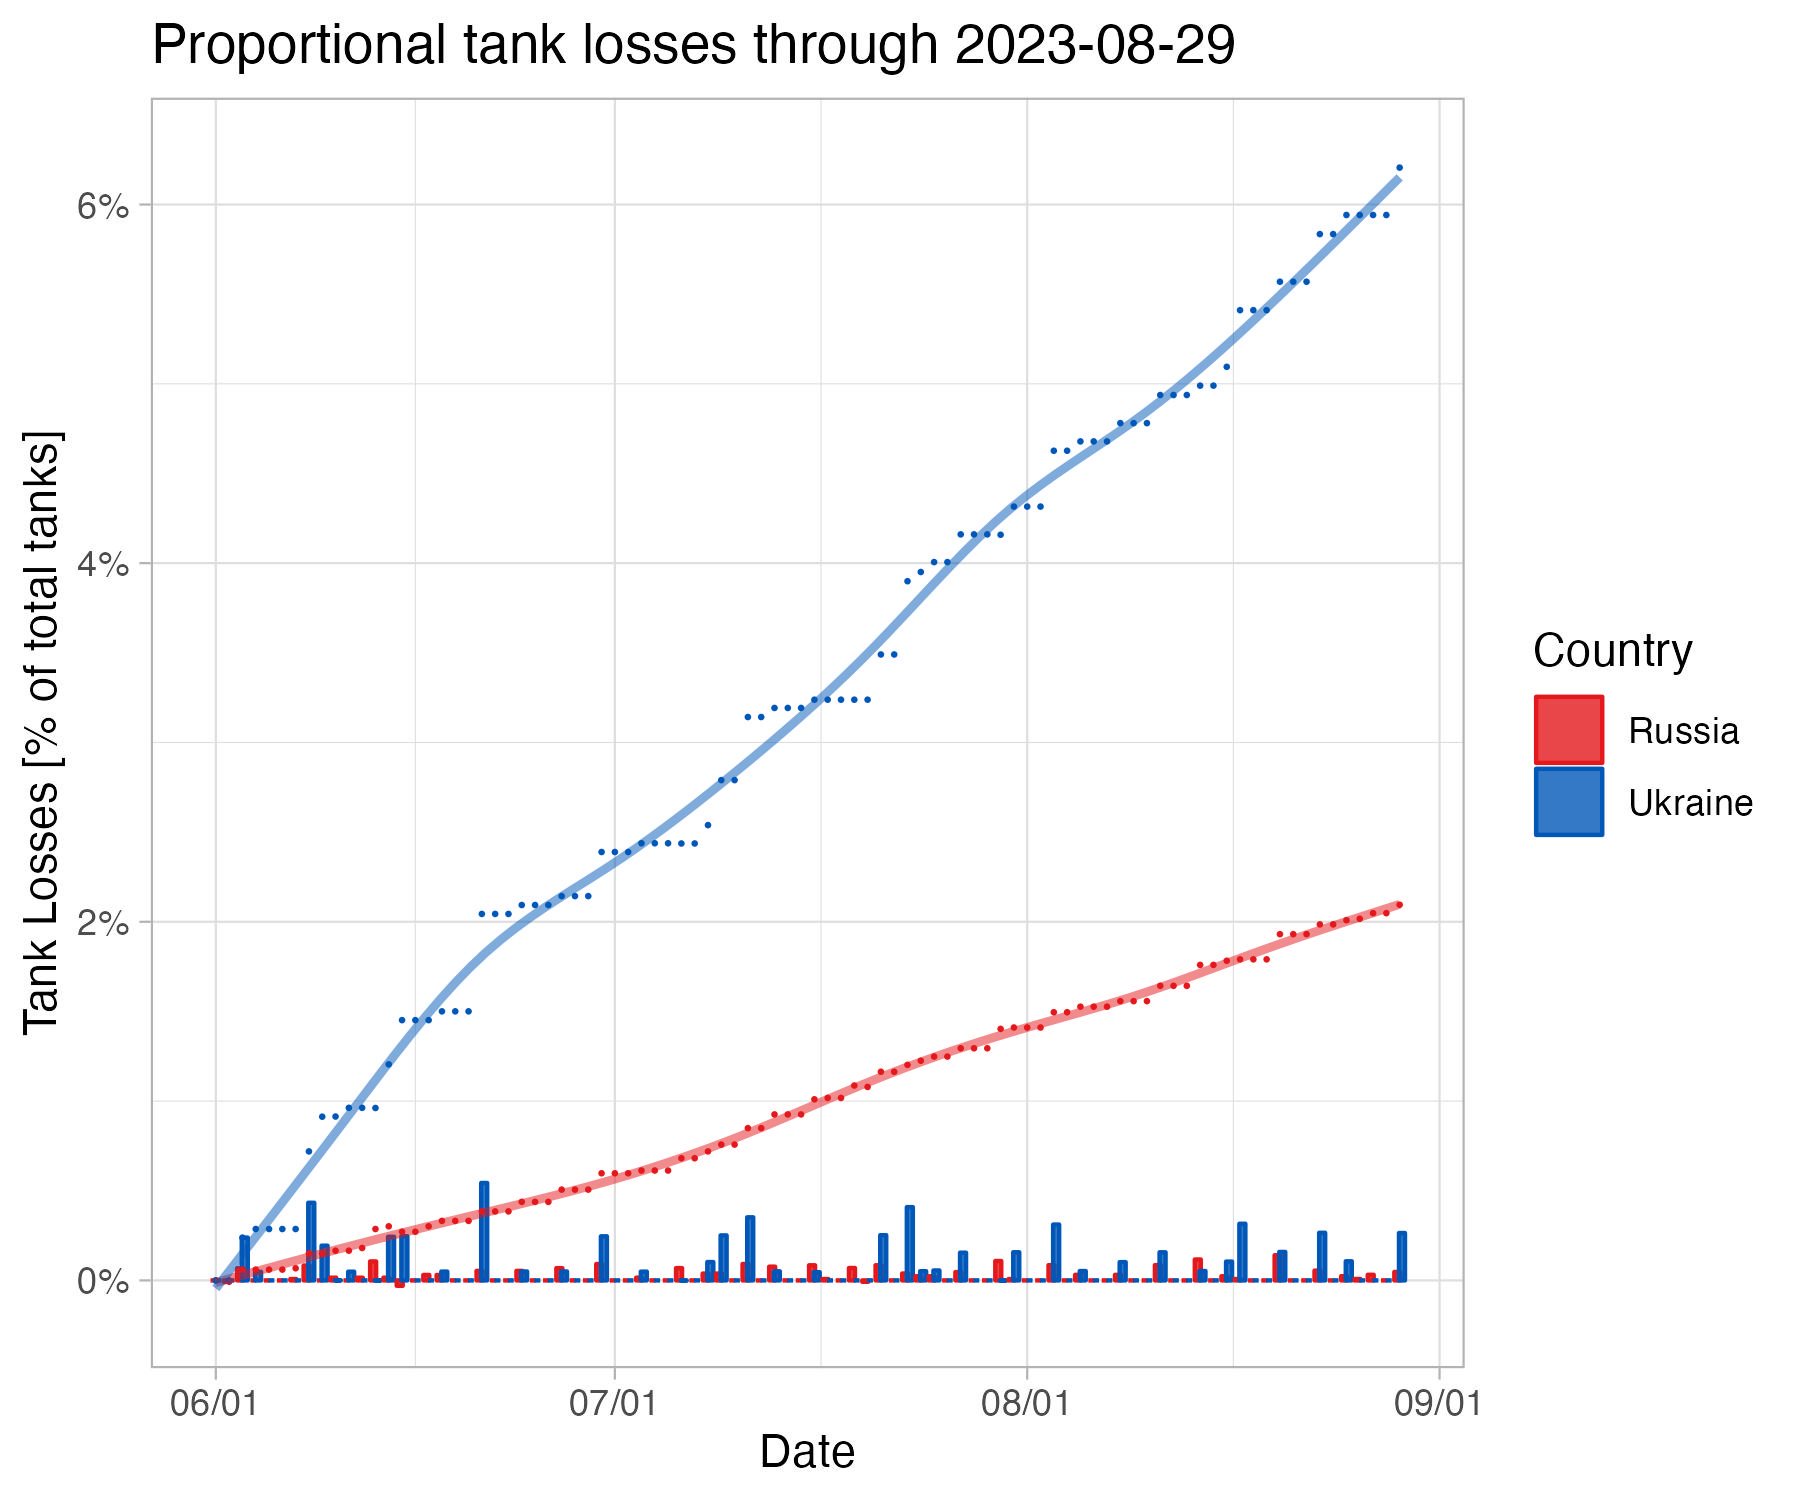 Proportional tank losses through 2023-08-29
Tank Losses [% of total tanks]
6%
4%
2%
0%
06/01
07/01
08/01
09/01
Date
Country
Russia
Ukraine